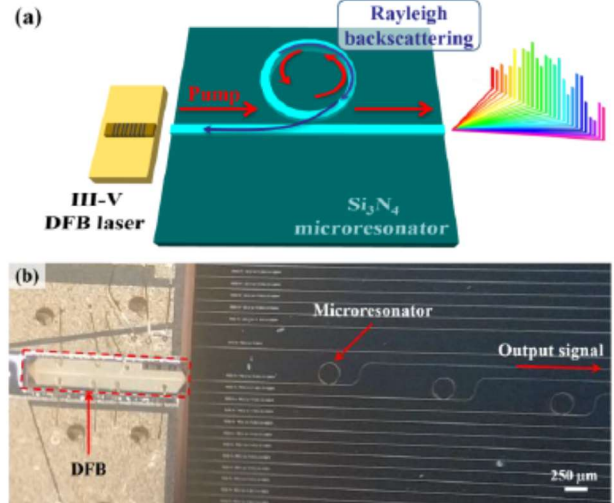 (a)
Rayleigh
backscattering
Pump
III-V
DFB laser
Si₃N₄
microresonator
(b)
Microresonator
Output signal
DFB
250 μm